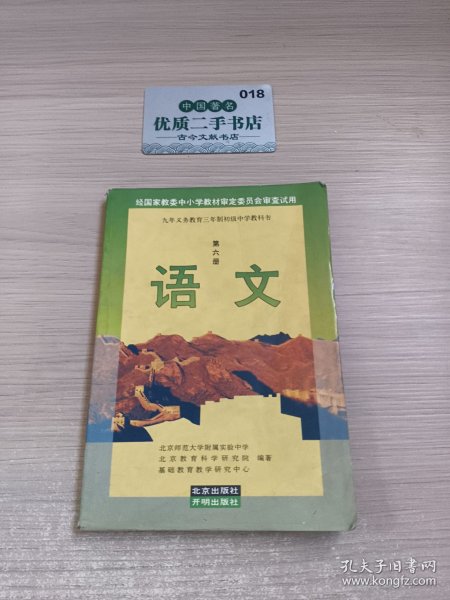 018
中国著名
优质二手书店
古今文献书店
经国家教委中小学教材审定委员会审查试用
九年义务教育三年制初级中学教科书
第六册
语文
北京师范大学附属实验中学
北京教育科学研究院 编著
基础教育教学研究中心
北京出版社
开明出版社
孔夫子旧书网
www.kongfz.com